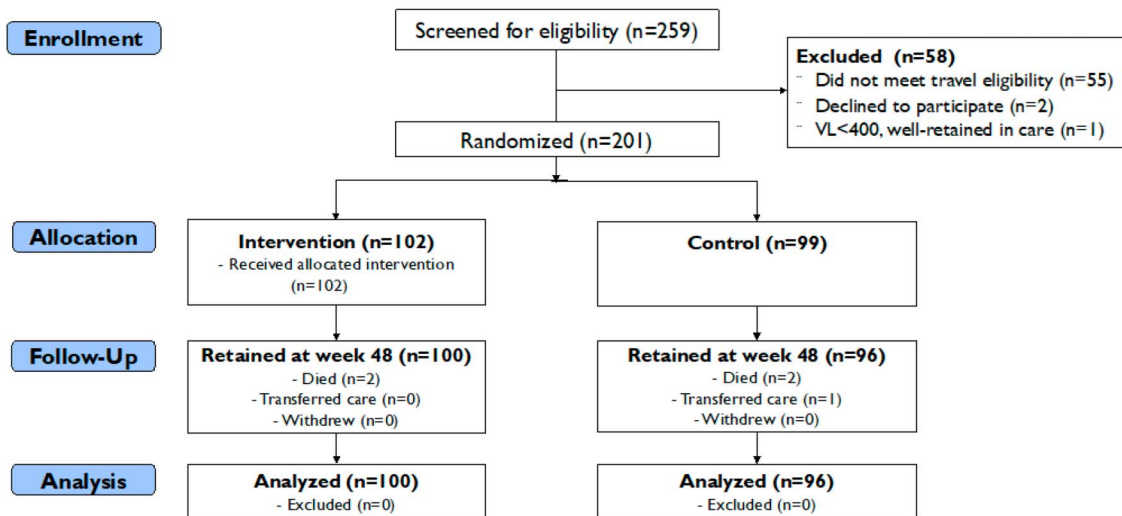 Enrollment
Screened for eligibility (n=259)
Excluded (n=58)
¨ Did not meet travel eligibility (n=55)
¨ Declined to participate (n=2)
¨ VL<400, well-retained in care (n=1)
Randomized (n=201)
Allocation
Intervention (n=102)
- Received allocated intervention
(n=102)
Control (n=99)
Follow-Up
Retained at week 48 (n=100)
- Died (n=2)
- Transferred care (n=0)
- Withdrew (n=0)
Retained at week 48 (n=96)
- Died (n=2)
- Transferred care (n=1)
- Withdrew (n=0)
Analysis
Analyzed (n=100)
- Excluded (n=0)
Analyzed (n=96)
- Excluded (n=0)